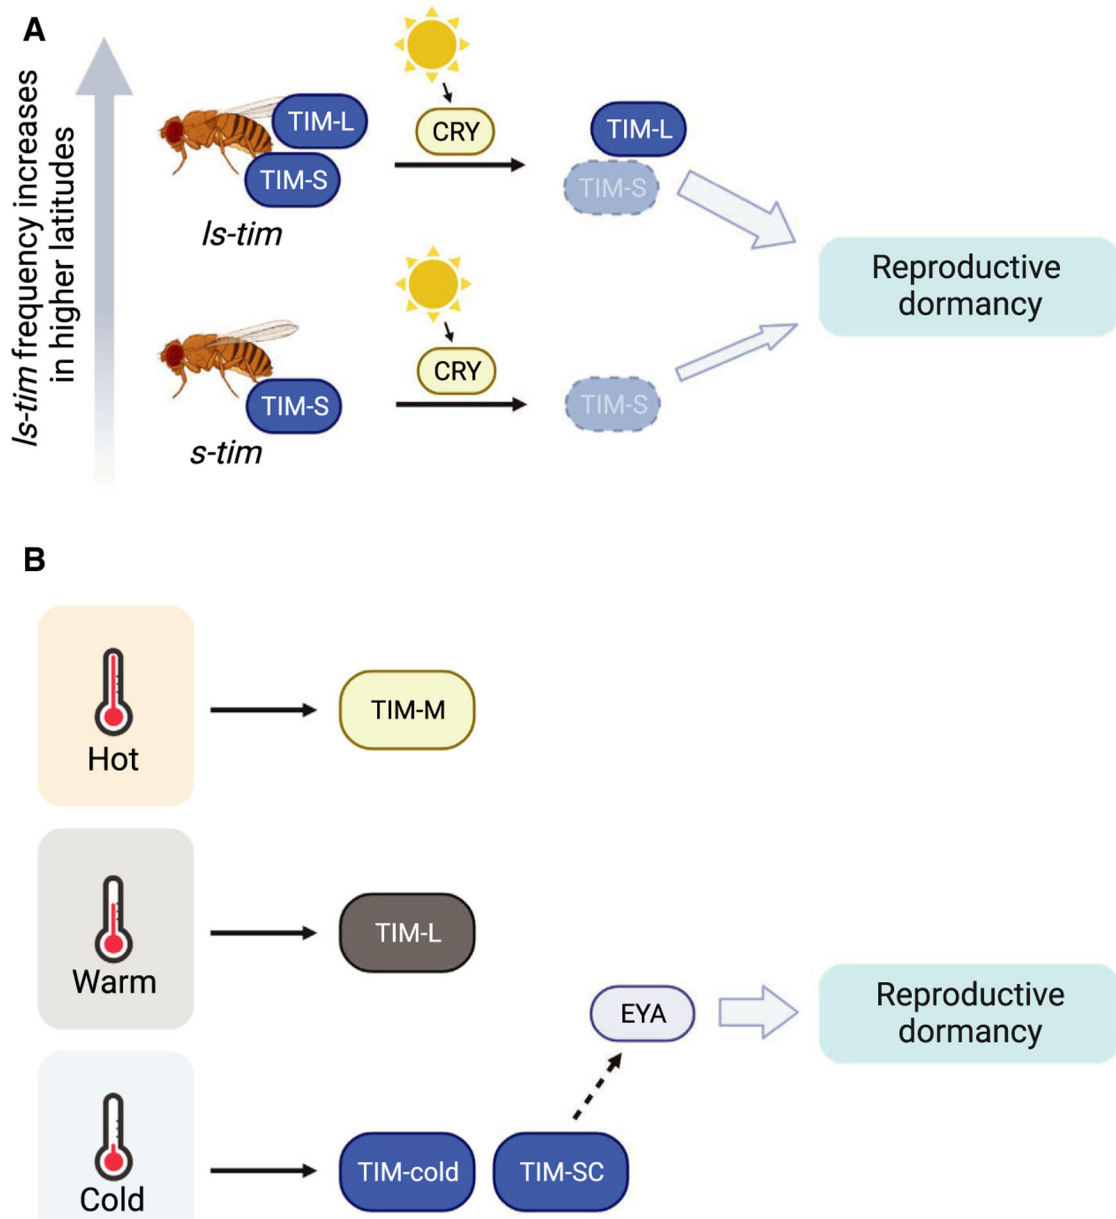 A
ls-tim frequency increases
in higher latitudes
TIM-L
TIM-S
ls-tim
CRY
TIM-L
TIM-S
Reproductive
dormancy
TIM-S
s-tim
CRY
TIM-S
B
Hot
TIM-M
Warm
TIM-L
EYA
Reproductive
dormancy
Cold
TIM-cold
TIM-SC